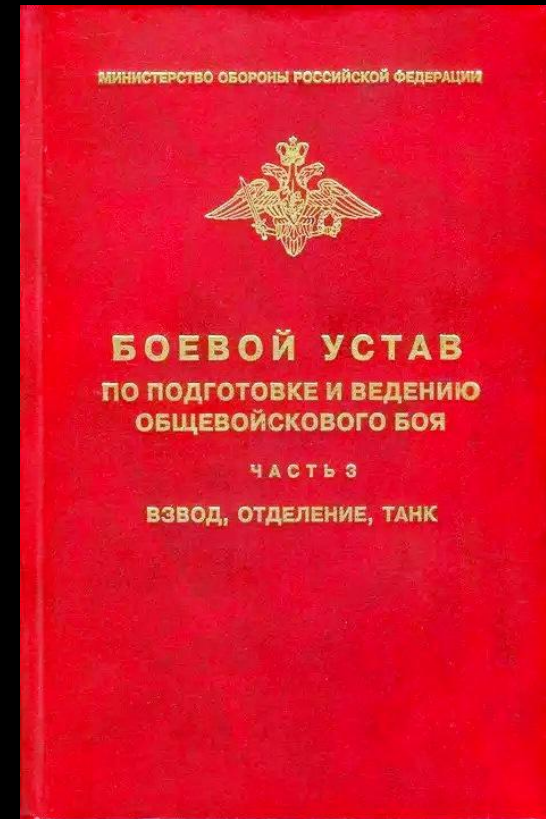 МИНИСТЕРСТВО ОБОРОНЫ РОССИЙСКОЙ ФЕДЕРАЦИИ
БОЕВОЙ УСТАВ
ПО ПОДГОТОВКЕ И ВЕДЕНИЮ
ОБЩЕВОЙСКОВОГО БОЯ
ЧАСТЬ 3
ВЗВОД, ОТДЕЛЕНИЕ, ТАНК